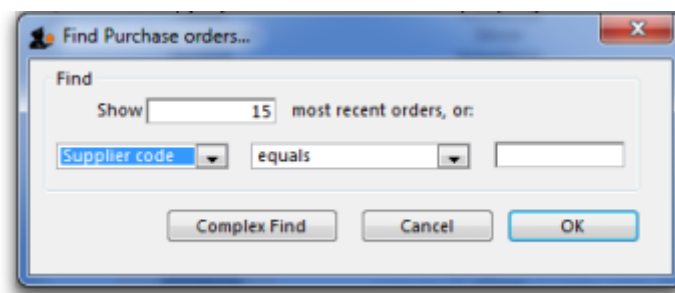 Find Purchase orders...
Find
Show 15 most recent orders, or:
Supplier code equals
Complex Find Cancel OK